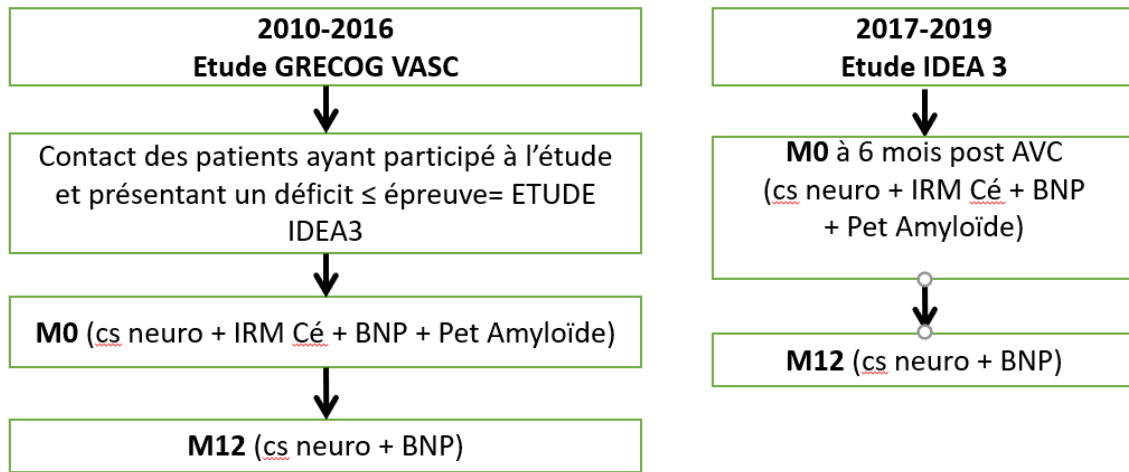 2010-2016
Etude GRECOG VASC
Contact des patients ayant participé à l'étude
et présentant un déficit ≤ épreuve= ETUDE
IDEA3
M0 (cs neuro + IRM Cé + BNP + Pet Amyloïde)
M12 (cs neuro + BNP)
2017-2019
Etude IDEA 3
M0 à 6 mois post AVC
(cs neuro + IRM Cé + BNP
+ Pet Amyloïde)
M12 (cs neuro + BNP)